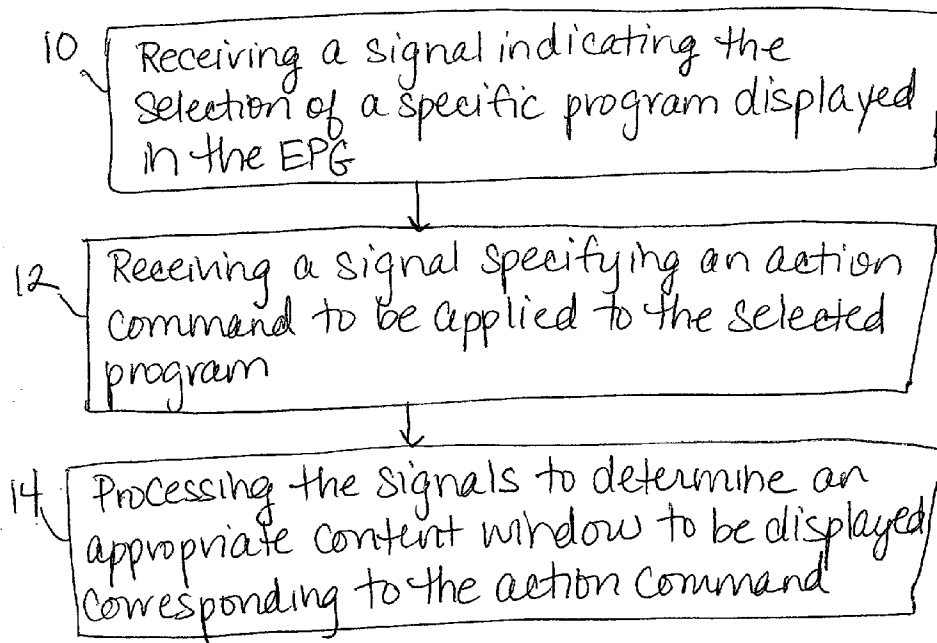 10
Receiving a signal indicating the
selection of a specific program displayed
in the EPG
12
Receiving a signal specifying an action
command to be applied to the selected
program
14
Processing the signals to determine an
appropriate content window to be displayed
corresponding to the action command